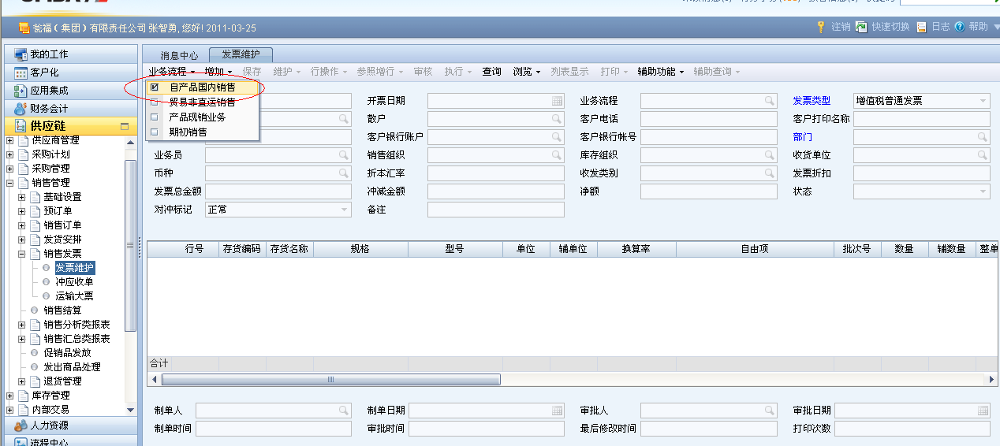 瓮福（集团）有限责任公司 张智勇,您好! 2011-03-25 注销 快速切换 日志 帮助
我的工作
客户化
应用集成
财务会计
供应链
供应商管理
采购计划
采购管理
销售管理
基础设置
预订单
销售订单
发货安排
销售发票
发票维护
冲应收单
运输大票
销售结算
销售分析类报表
销售汇总类报表
促销品发放
发出商品处理
退货管理
库存管理
内部交易
人力资源
流程中心
消息中心 发票维护
业务流程 增加 保存 维护 行操作 参照增行 审核 执行 查询 浏览 列表显示 打印 辅助功能 辅助查询
自产品国内销售
贸易非直运销售
产品现销业务
期初销售
开票日期 业务流程 发票类型 增值税普通发票
散户 客户电话 客户打印名称
客户银行账户 客户银行帐号 部门
业务员 销售组织 库存组织 收货单位
币种 折本汇率 收发类别 发票折扣
发票总金额 冲减金额 净额 状态
对冲标记 正常 备注
行号 存货编码 存货名称 规格 型号 单位 辅单位 换算率 自由项 批次号 数量 辅数量 整单
合计
制单人 制单日期 审批人 审批日期
制单时间 审批时间 最后修改时间 打印次数